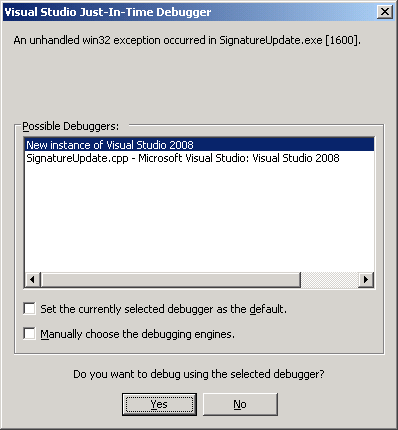 Visual Studio Just-In-Time Debugger
An unhandled win32 exception occurred in SignatureUpdate.exe [1600].
Possible Debuggers:
New instance of Visual Studio 2008
SignatureUpdate.cpp - Microsoft Visual Studio: Visual Studio 2008
Set the currently selected debugger as the default.
Manually choose the debugging engines.
Do you want to debug using the selected debugger?
Yes No